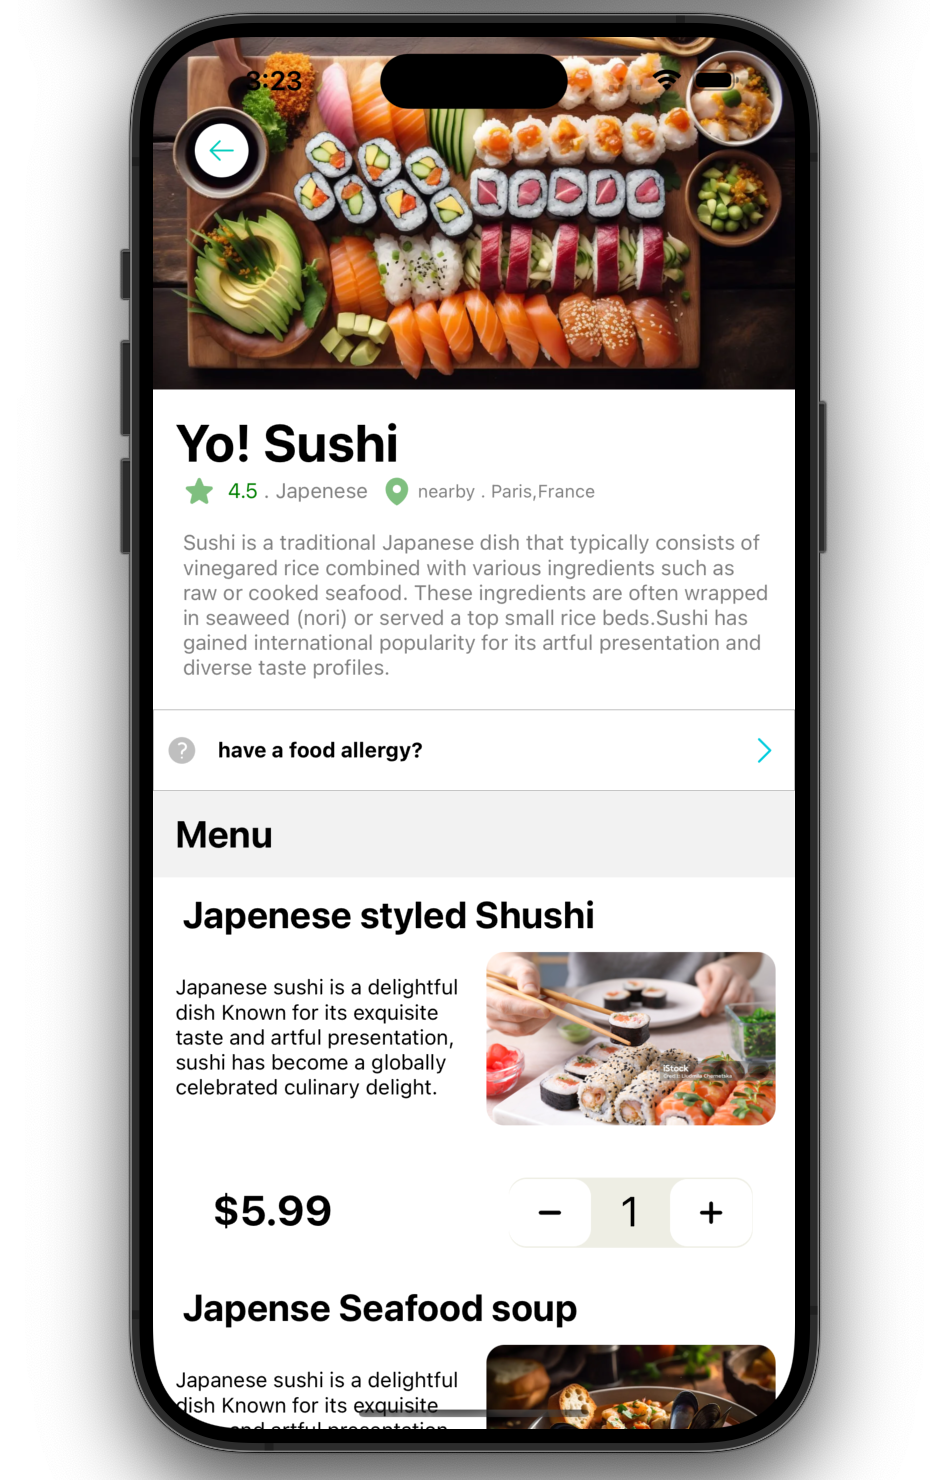 3:23
Yo! Sushi
4.5 . Japenese nearby . Paris,France
Sushi is a traditional Japanese dish that typically consists of
vinegared rice combined with various ingredients such as
raw or cooked seafood. These ingredients are often wrapped
in seaweed (nori) or served a top small rice beds.Sushi has
gained international popularity for its artful presentation and
diverse taste profiles.
? have a food allergy?
Menu
Japenese styled Shushi
Japanese sushi is a delightful
dish Known for its exquisite
taste and artful presentation,
sushi has become a globally
celebrated culinary delight.
iStock
$5.99
− 1 +
Japense Seafood soup
Japanese sushi is a delightful
dish Known for its exquisite
and artful presentation